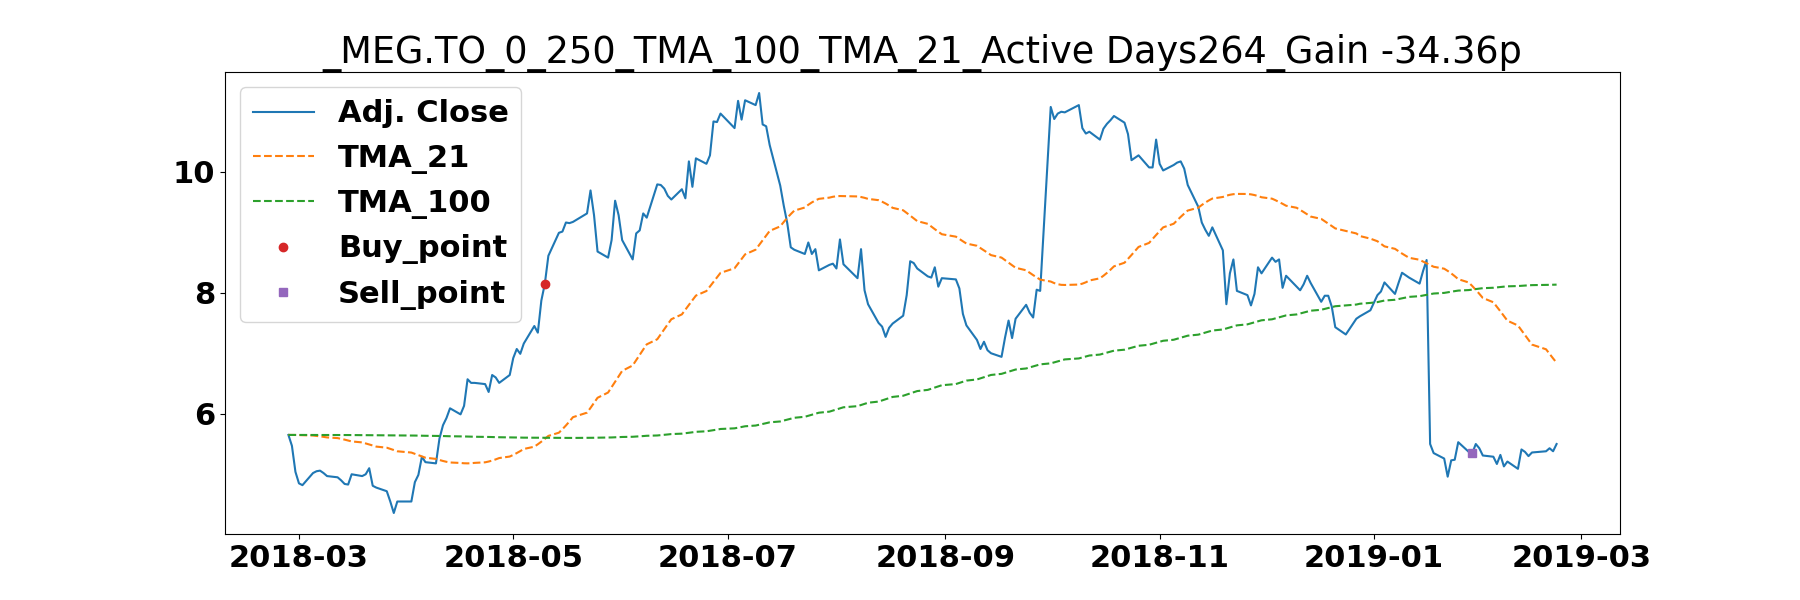 _MEG.TO_0_250_TMA_100_TMA_21_Active Days264_Gain -34.36p
Adj. Close
TMA_21
TMA_100
Buy_point
Sell_point
10
8
6
2018-03 2018-05 2018-07 2018-09 2018-11 2019-01 2019-03